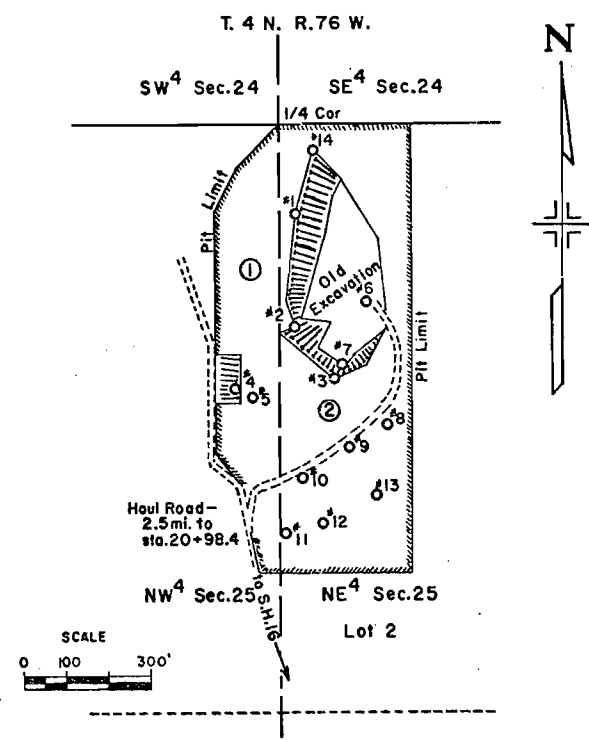 T. 4 N. R.76 W.
N
SW⁴ Sec.24
SE⁴ Sec.24
1/4 Cor
#14
Pit Limit
#1
①
Old
Excavation
#6
#2
Pit Limit
#7
#3
#4
#5
②
#8
#9
#10
#13
Haul Road–
2.5mi. to
sta.20+98.4
#12
#11
NW⁴ Sec.25
NE⁴ Sec.25
to S.H.16
Lot 2
SCALE
0 100 300'